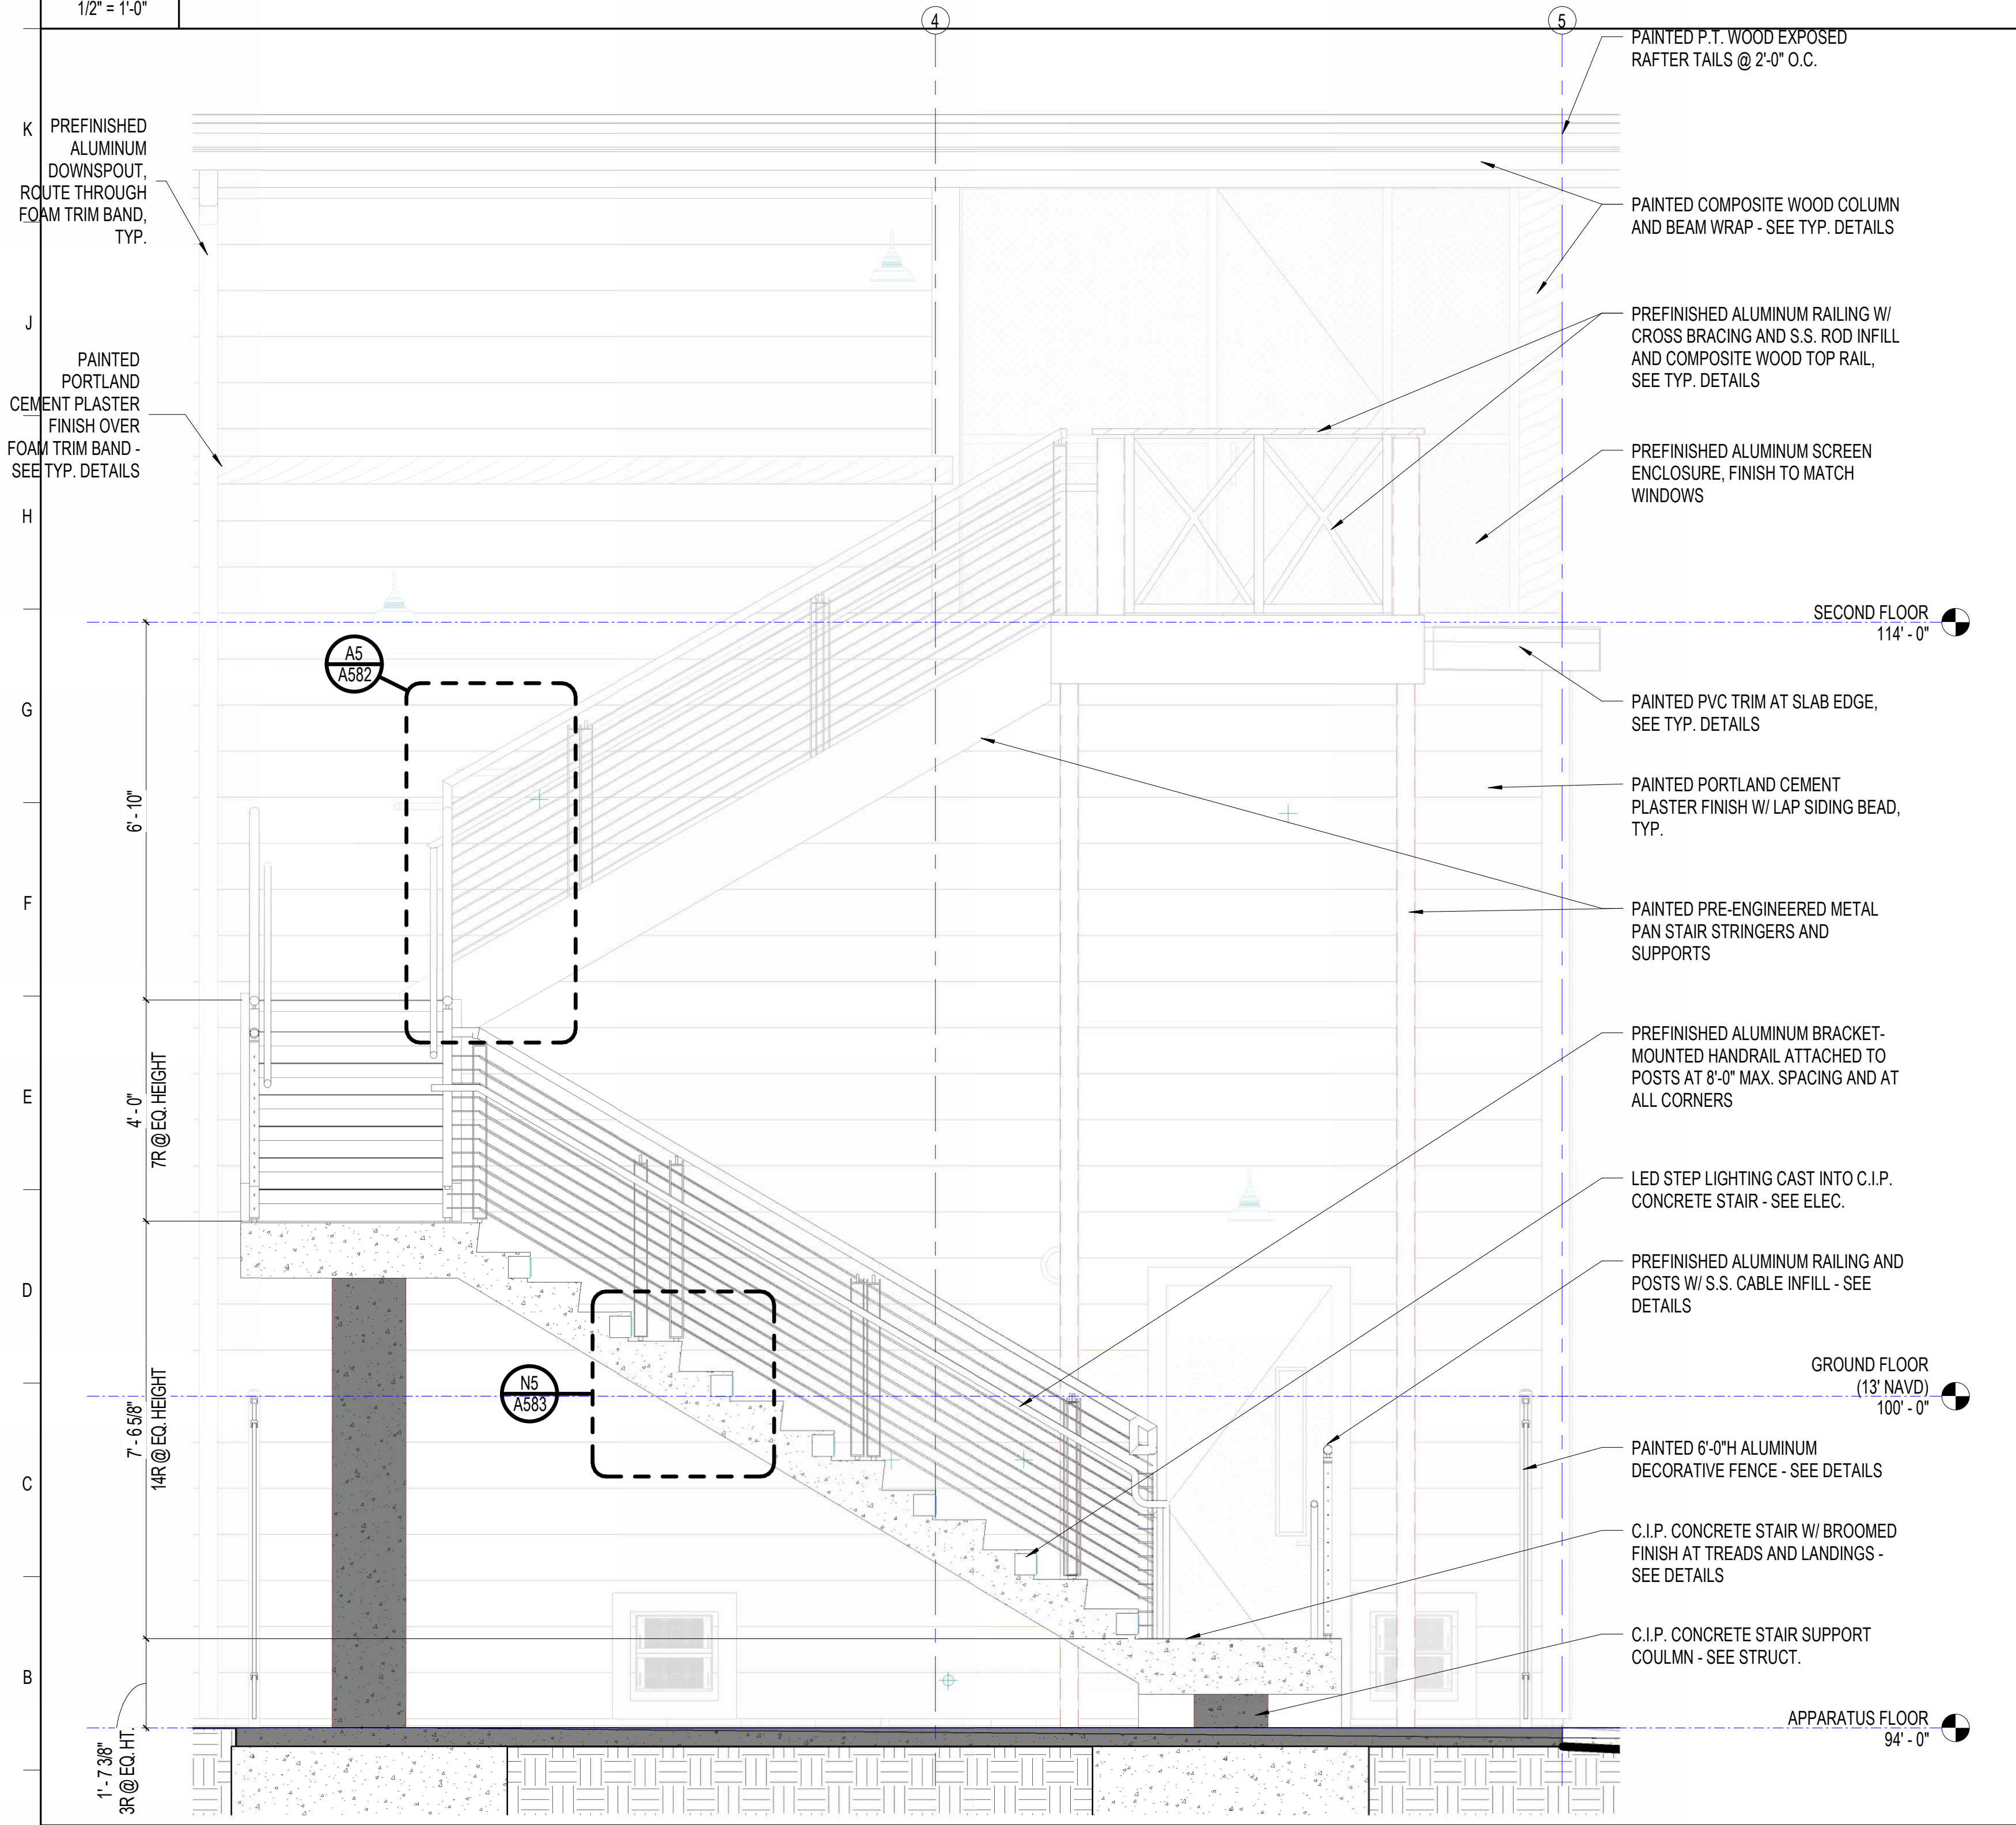 1/2" = 1'-0"
4
5
K
J
H
G
F
E
D
C
B
PREFINISHED
ALUMINUM
DOWNSPOUT,
ROUTE THROUGH
FOAM TRIM BAND,
TYP.
PAINTED
PORTLAND
CEMENT PLASTER
FINISH OVER
FOAM TRIM BAND -
SEE TYP. DETAILS
A5
A582
N5
A583
6' - 10"
4' - 0"
7R @ EQ. HEIGHT
7' - 6 5/8"
14R @ EQ. HEIGHT
1' - 7 3/8"
3R @ EQ. HT.
PAINTED P.T. WOOD EXPOSED
RAFTER TAILS @ 2'-0" O.C.
PAINTED COMPOSITE WOOD COLUMN
AND BEAM WRAP - SEE TYP. DETAILS
PREFINISHED ALUMINUM RAILING W/
CROSS BRACING AND S.S. ROD INFILL
AND COMPOSITE WOOD TOP RAIL,
SEE TYP. DETAILS
PREFINISHED ALUMINUM SCREEN
ENCLOSURE, FINISH TO MATCH
WINDOWS
SECOND FLOOR
114' - 0"
PAINTED PVC TRIM AT SLAB EDGE,
SEE TYP. DETAILS
PAINTED PORTLAND CEMENT
PLASTER FINISH W/ LAP SIDING BEAD,
TYP.
PAINTED PRE-ENGINEERED METAL
PAN STAIR STRINGERS AND
SUPPORTS
PREFINISHED ALUMINUM BRACKET-
MOUNTED HANDRAIL ATTACHED TO
POSTS AT 8'-0" MAX. SPACING AND AT
ALL CORNERS
LED STEP LIGHTING CAST INTO C.I.P.
CONCRETE STAIR - SEE ELEC.
PREFINISHED ALUMINUM RAILING AND
POSTS W/ S.S. CABLE INFILL - SEE
DETAILS
GROUND FLOOR
(13' NAVD)
100' - 0"
PAINTED 6'-0"H ALUMINUM
DECORATIVE FENCE - SEE DETAILS
C.I.P. CONCRETE STAIR W/ BROOMED
FINISH AT TREADS AND LANDINGS -
SEE DETAILS
C.I.P. CONCRETE STAIR SUPPORT
COULMN - SEE STRUCT.
APPARATUS FLOOR
94' - 0"